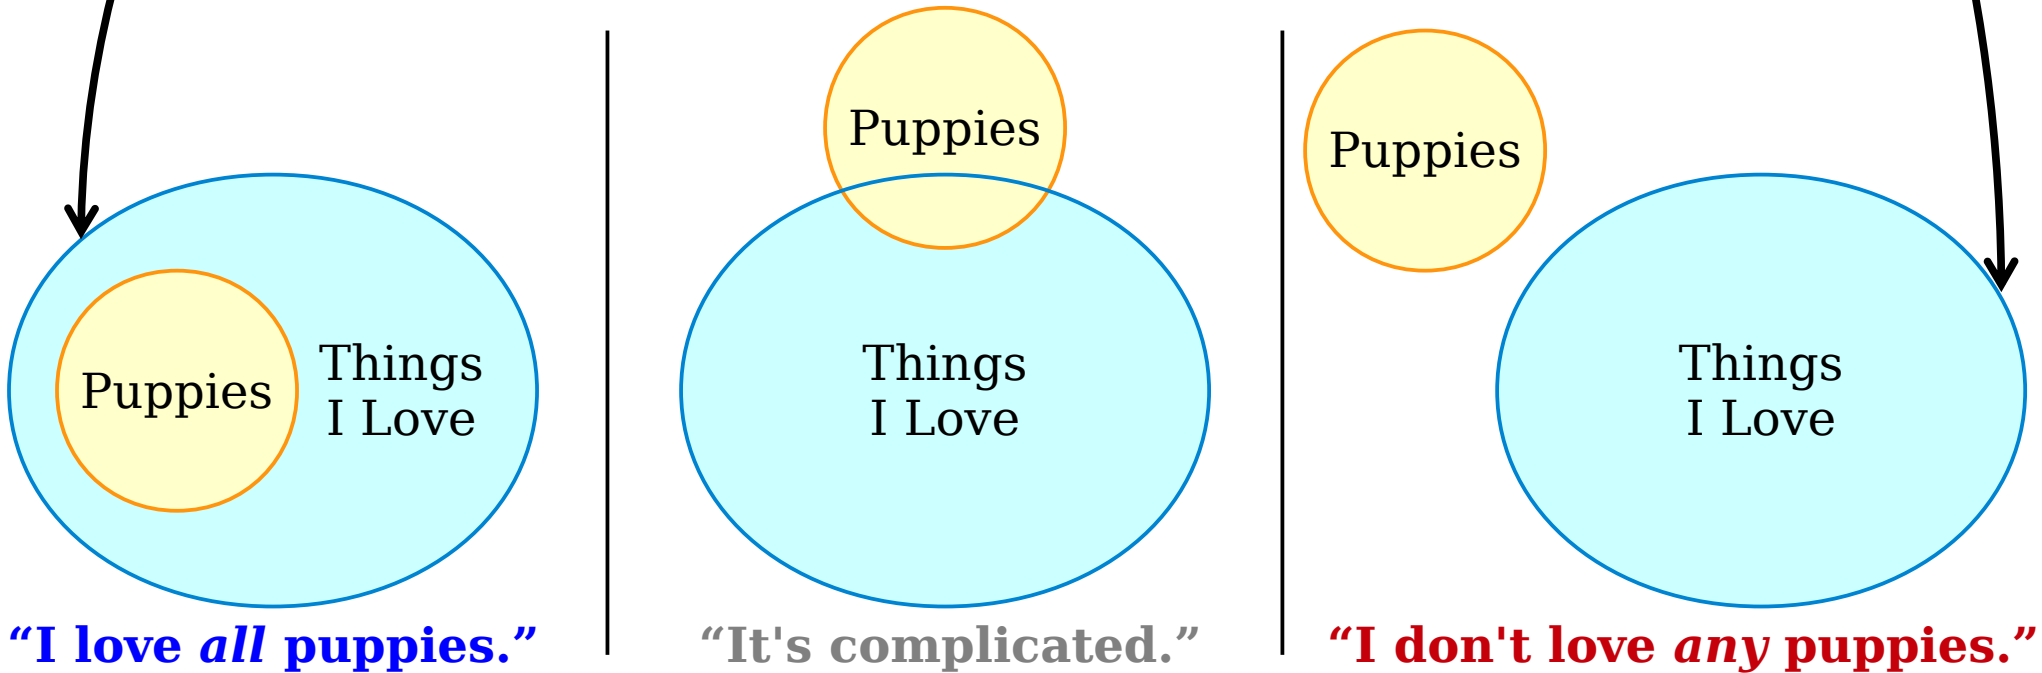 Puppies
Things
I Love
“I love all puppies.”
Puppies
Things
I Love
“It's complicated.”
Puppies
Things
I Love
“I don't love any puppies.”